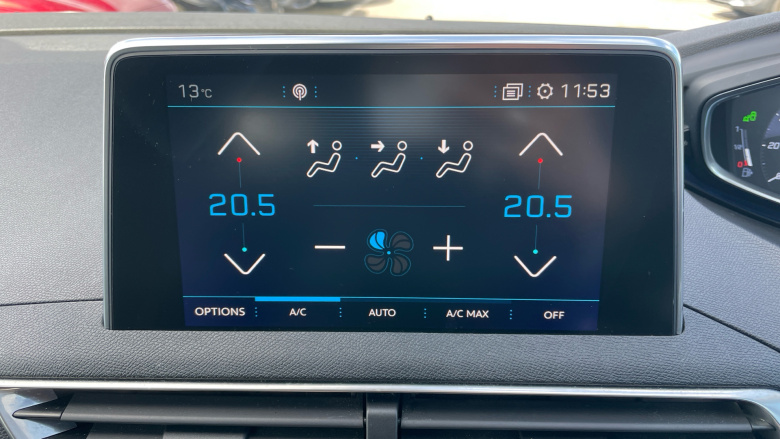 13°C 11:53
20.5 20.5
OPTIONS A/C AUTO A/C MAX OFF